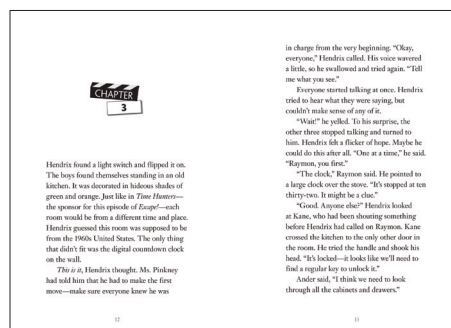 CHAPTER
3
Hendrix found a light switch and flipped it on.
The boys found themselves standing in an old
kitchen. It was decorated in hideous shades of
green and orange. Just like in Time Hunters—
the sponsor for this episode of Escape!—each
room would be from a different time and place.
Hendrix guessed this room was supposed to be
from the 1960s United States. The only thing
that didn't fit was the digital countdown clock
on the wall.
This is it, Hendrix thought. Ms. Pinkney
had told him that he had to make the first
move—make sure everyone knew he was
12
in charge from the very beginning. “Okay,
everyone,” Hendrix called. His voice wavered
a little, so he swallowed and tried again. “Tell
me what you see.”
Everyone started talking at once. Hendrix
tried to hear what they were saying, but
couldn't make sense of any of it.
“Wait!” he yelled. To his surprise, the
other three stopped talking and turned to
him. Hendrix felt a flicker of hope. Maybe he
could do this after all. “One at a time,” he said.
“Raymon, you first.”
“The clock,” Raymon said. He pointed to
a large clock over the stove. “It's stopped at ten
thirty-two. It might be a clue.”
“Good. Anyone else?” Hendrix looked
at Kane, who had been shouting something
before Hendrix had called on Raymon. Kane
crossed the kitchen to the only other door in
the room. He tried the handle and shook his
head. “It's locked—it looks like we'll need to
find a regular key to unlock it.”
Ander said, “I think we need to look
through all the cabinets and drawers.”
13